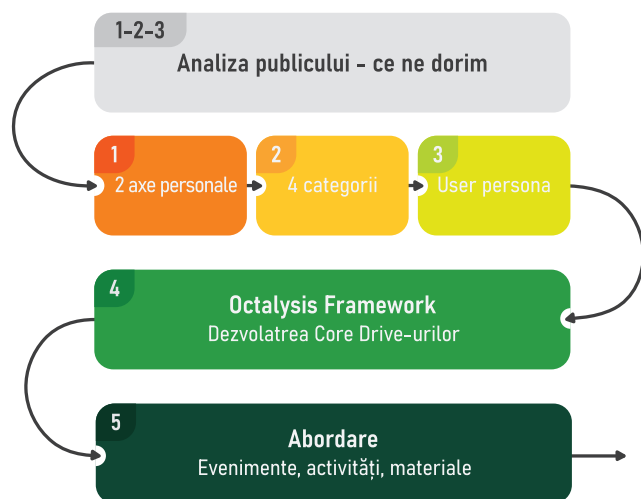 1-2-3
Analiza publicului - ce ne dorim
1
2 axe personale
2
4 categorii
3
User persona
4
Octalysis Framework
Dezvolatrea Core Drive-urilor
5
Abordare
Evenimente, activități, materiale